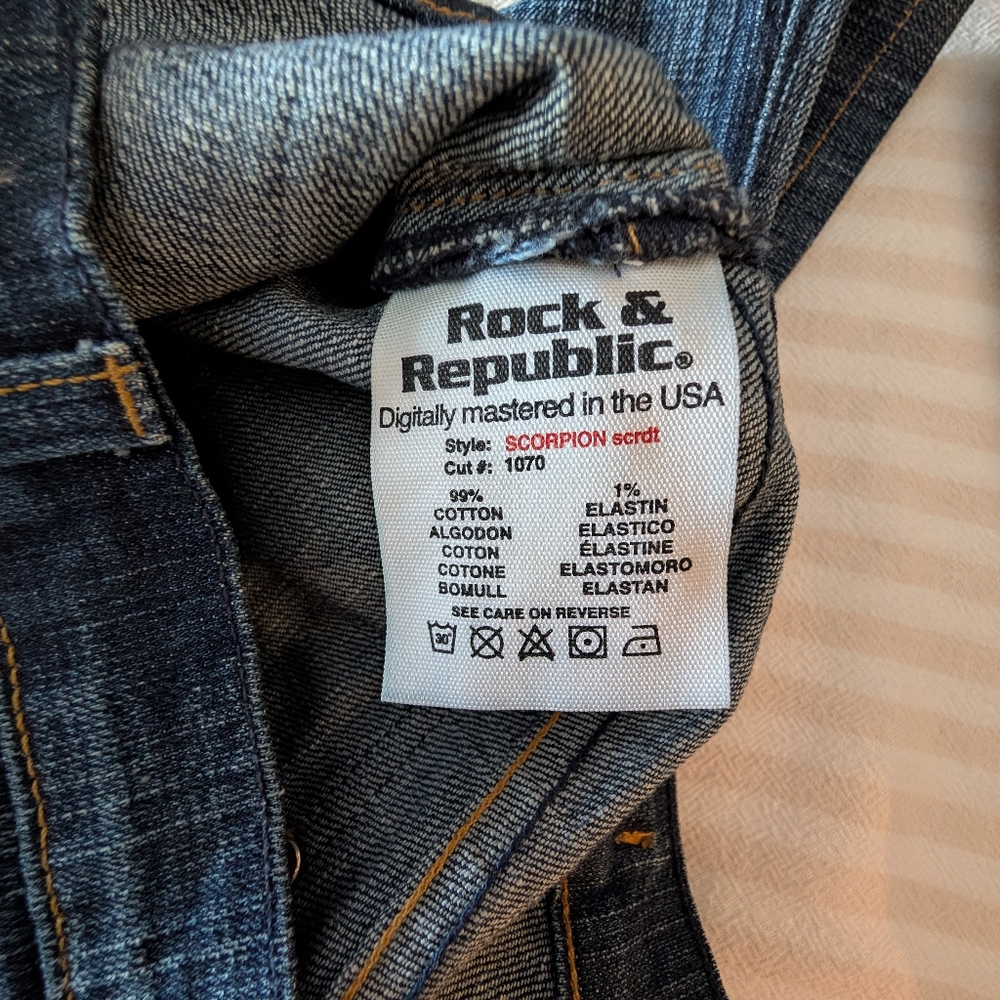 Rock &
Republic®
Digitally mastered in the USA
Style: SCORPION scrdt
Cut #: 1070
99% 1%
COTTON ELASTIN
ALGODON ELASTICO
COTON ÉLASTINE
COTONE ELASTOMORO
BOMULL ELASTAN
SEE CARE ON REVERSE
30°